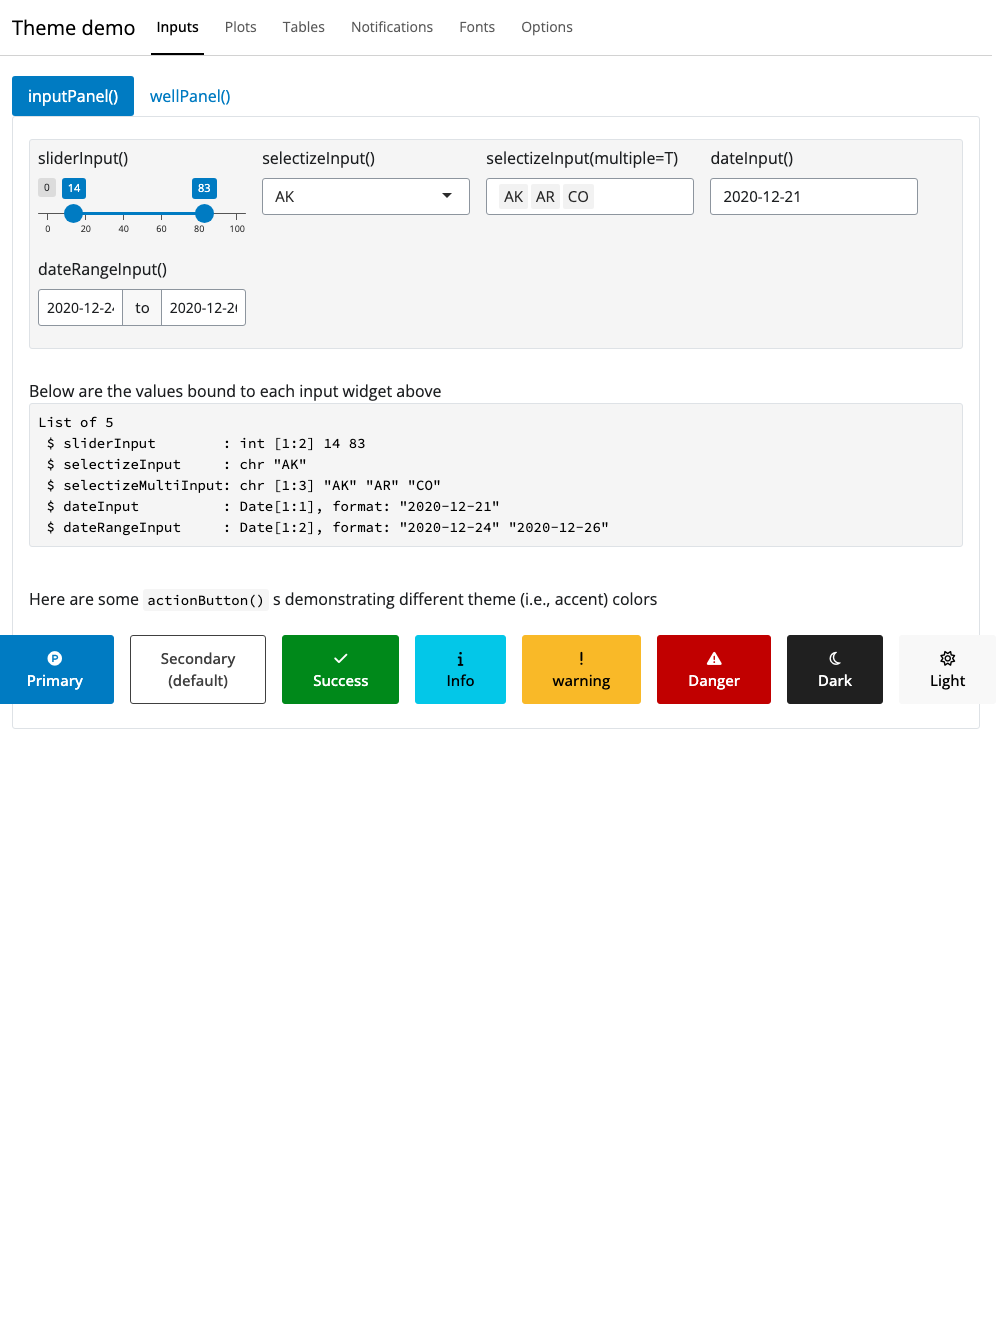 Theme demo Inputs Plots Tables Notifications Fonts Options
inputPanel() wellPanel()
sliderInput() selectizeInput() selectizeInput(multiple=T) dateInput()
0 14 83
AK AK AR CO 2020-12-21
0 20 40 60 80 100
dateRangeInput()
2020-12-24 to 2020-12-26
Below are the values bound to each input widget above
List of 5
 $ sliderInput        : int [1:2] 14 83
 $ selectizeInput     : chr "AK"
 $ selectizeMultiInput: chr [1:3] "AK" "AR" "CO"
 $ dateInput          : Date[1:1], format: "2020-12-21"
 $ dateRangeInput     : Date[1:2], format: "2020-12-24" "2020-12-26"
Here are some actionButton() s demonstrating different theme (i.e., accent) colors
Primary
Secondary
(default)
Success
Info
warning
Danger
Dark
Light